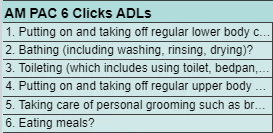 AM PAC 6 Clicks ADLs
1. Putting on and taking off regular lower body c...
2. Bathing (including washing, rinsing, drying)?
3. Toileting (which includes using toilet, bedpan,...
4. Putting on and taking off regular upper body ...
5. Taking care of personal grooming such as br...
6. Eating meals?